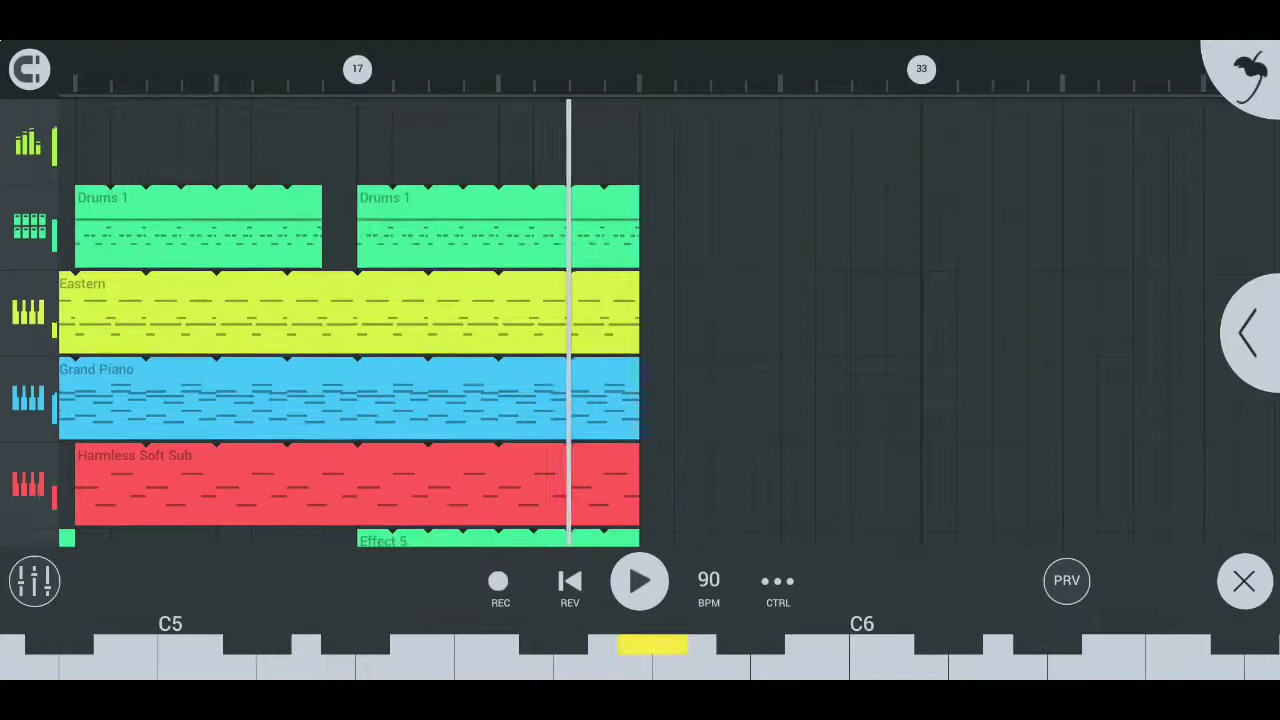 17
33
Drums 1
Drums 1
Eastern
Grand Piano
Harmless Soft Sub
Effect 5
REC
REV
90
BPM
CTRL
PRV
C5
C6